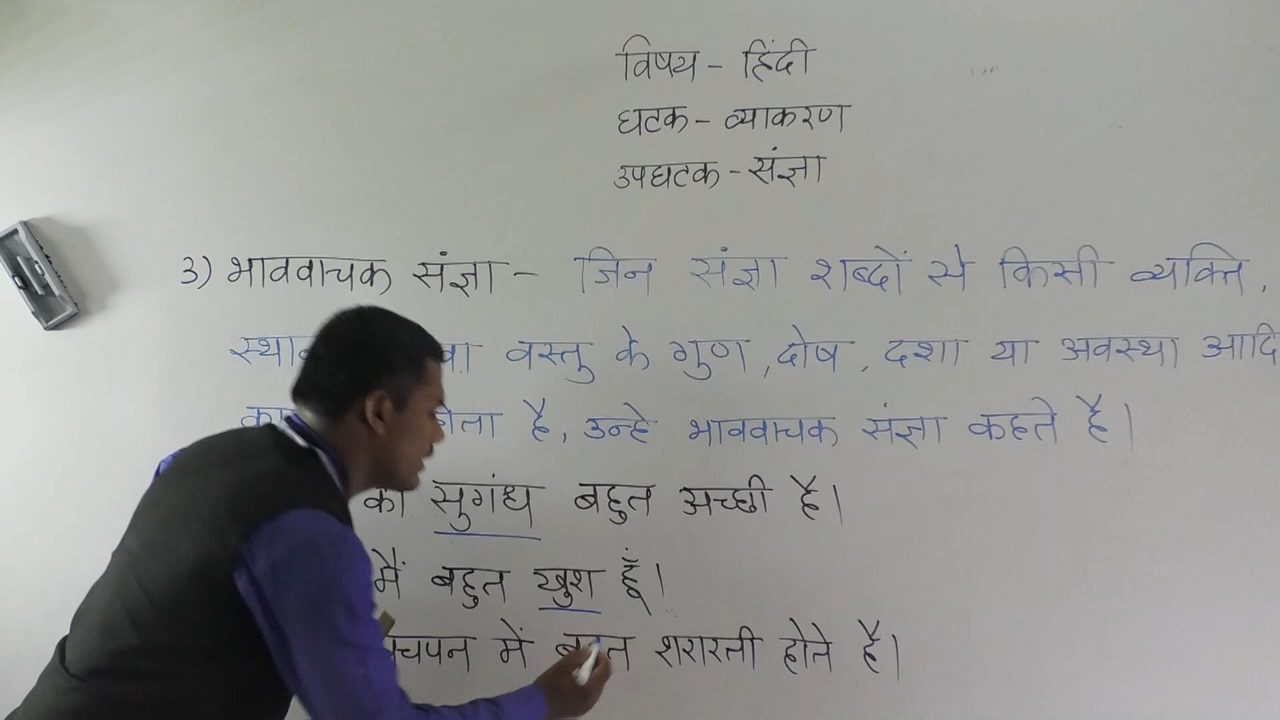 विषय - हिंदी
घटक - व्याकरण
उपघटक - संज्ञा
3) भाववाचक संज्ञा - जिन संज्ञा शब्दों से किसी व्यक्ति,
वस्तु के गुण, दोष, दशा या अवस्था आदि
है, उन्हे भाववाचक संज्ञा कहते है।
सुगंध बहुत अच्छी है।
मैं बहुत खुश हूँ।
में बहुत शरारती होते है।